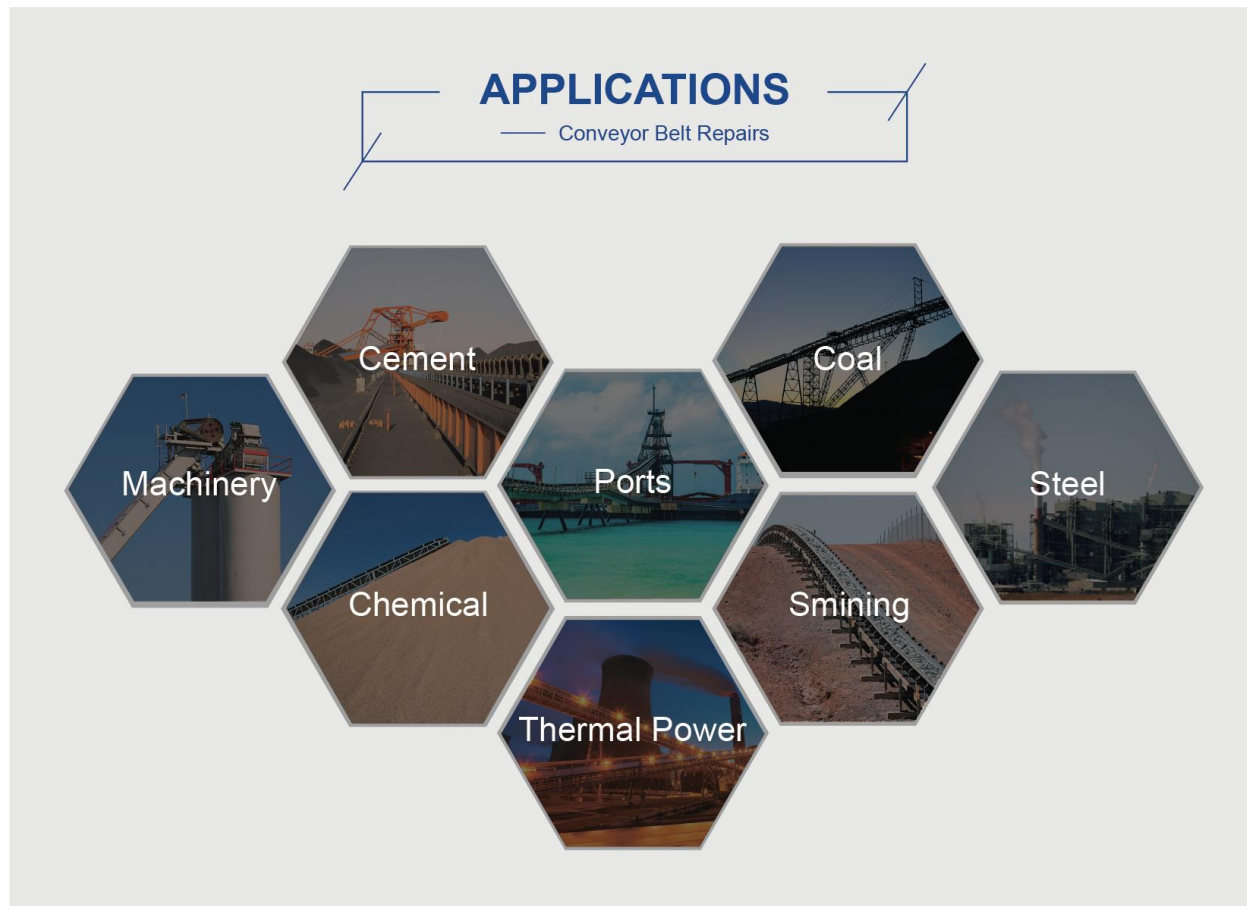 APPLICATIONS
Conveyor Belt Repairs
Cement
Coal
Machinery
Ports
Steel
Chemical
Smining
Thermal Power